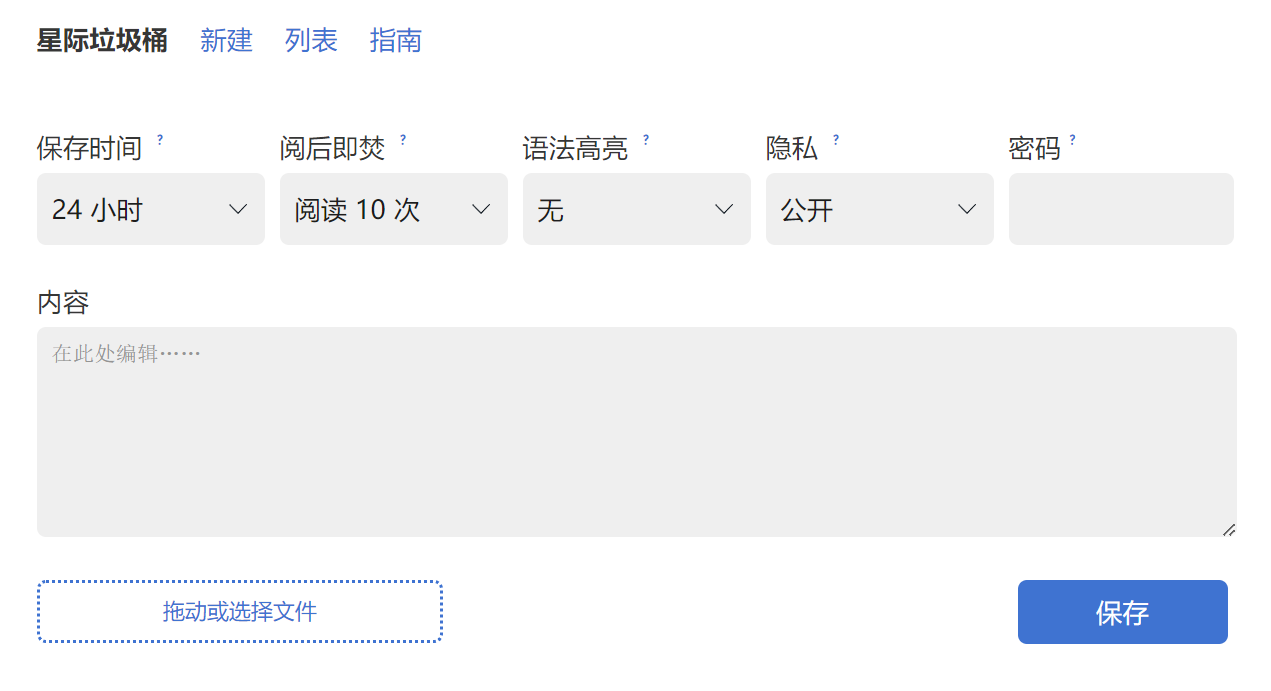 星际垃圾桶 新建 列表 指南
保存时间 ? 阅后即焚 ? 语法高亮 ? 隐私 ? 密码 ?
24 小时 阅读 10 次 无 公开
内容
在此处编辑……
拖动或选择文件 保存